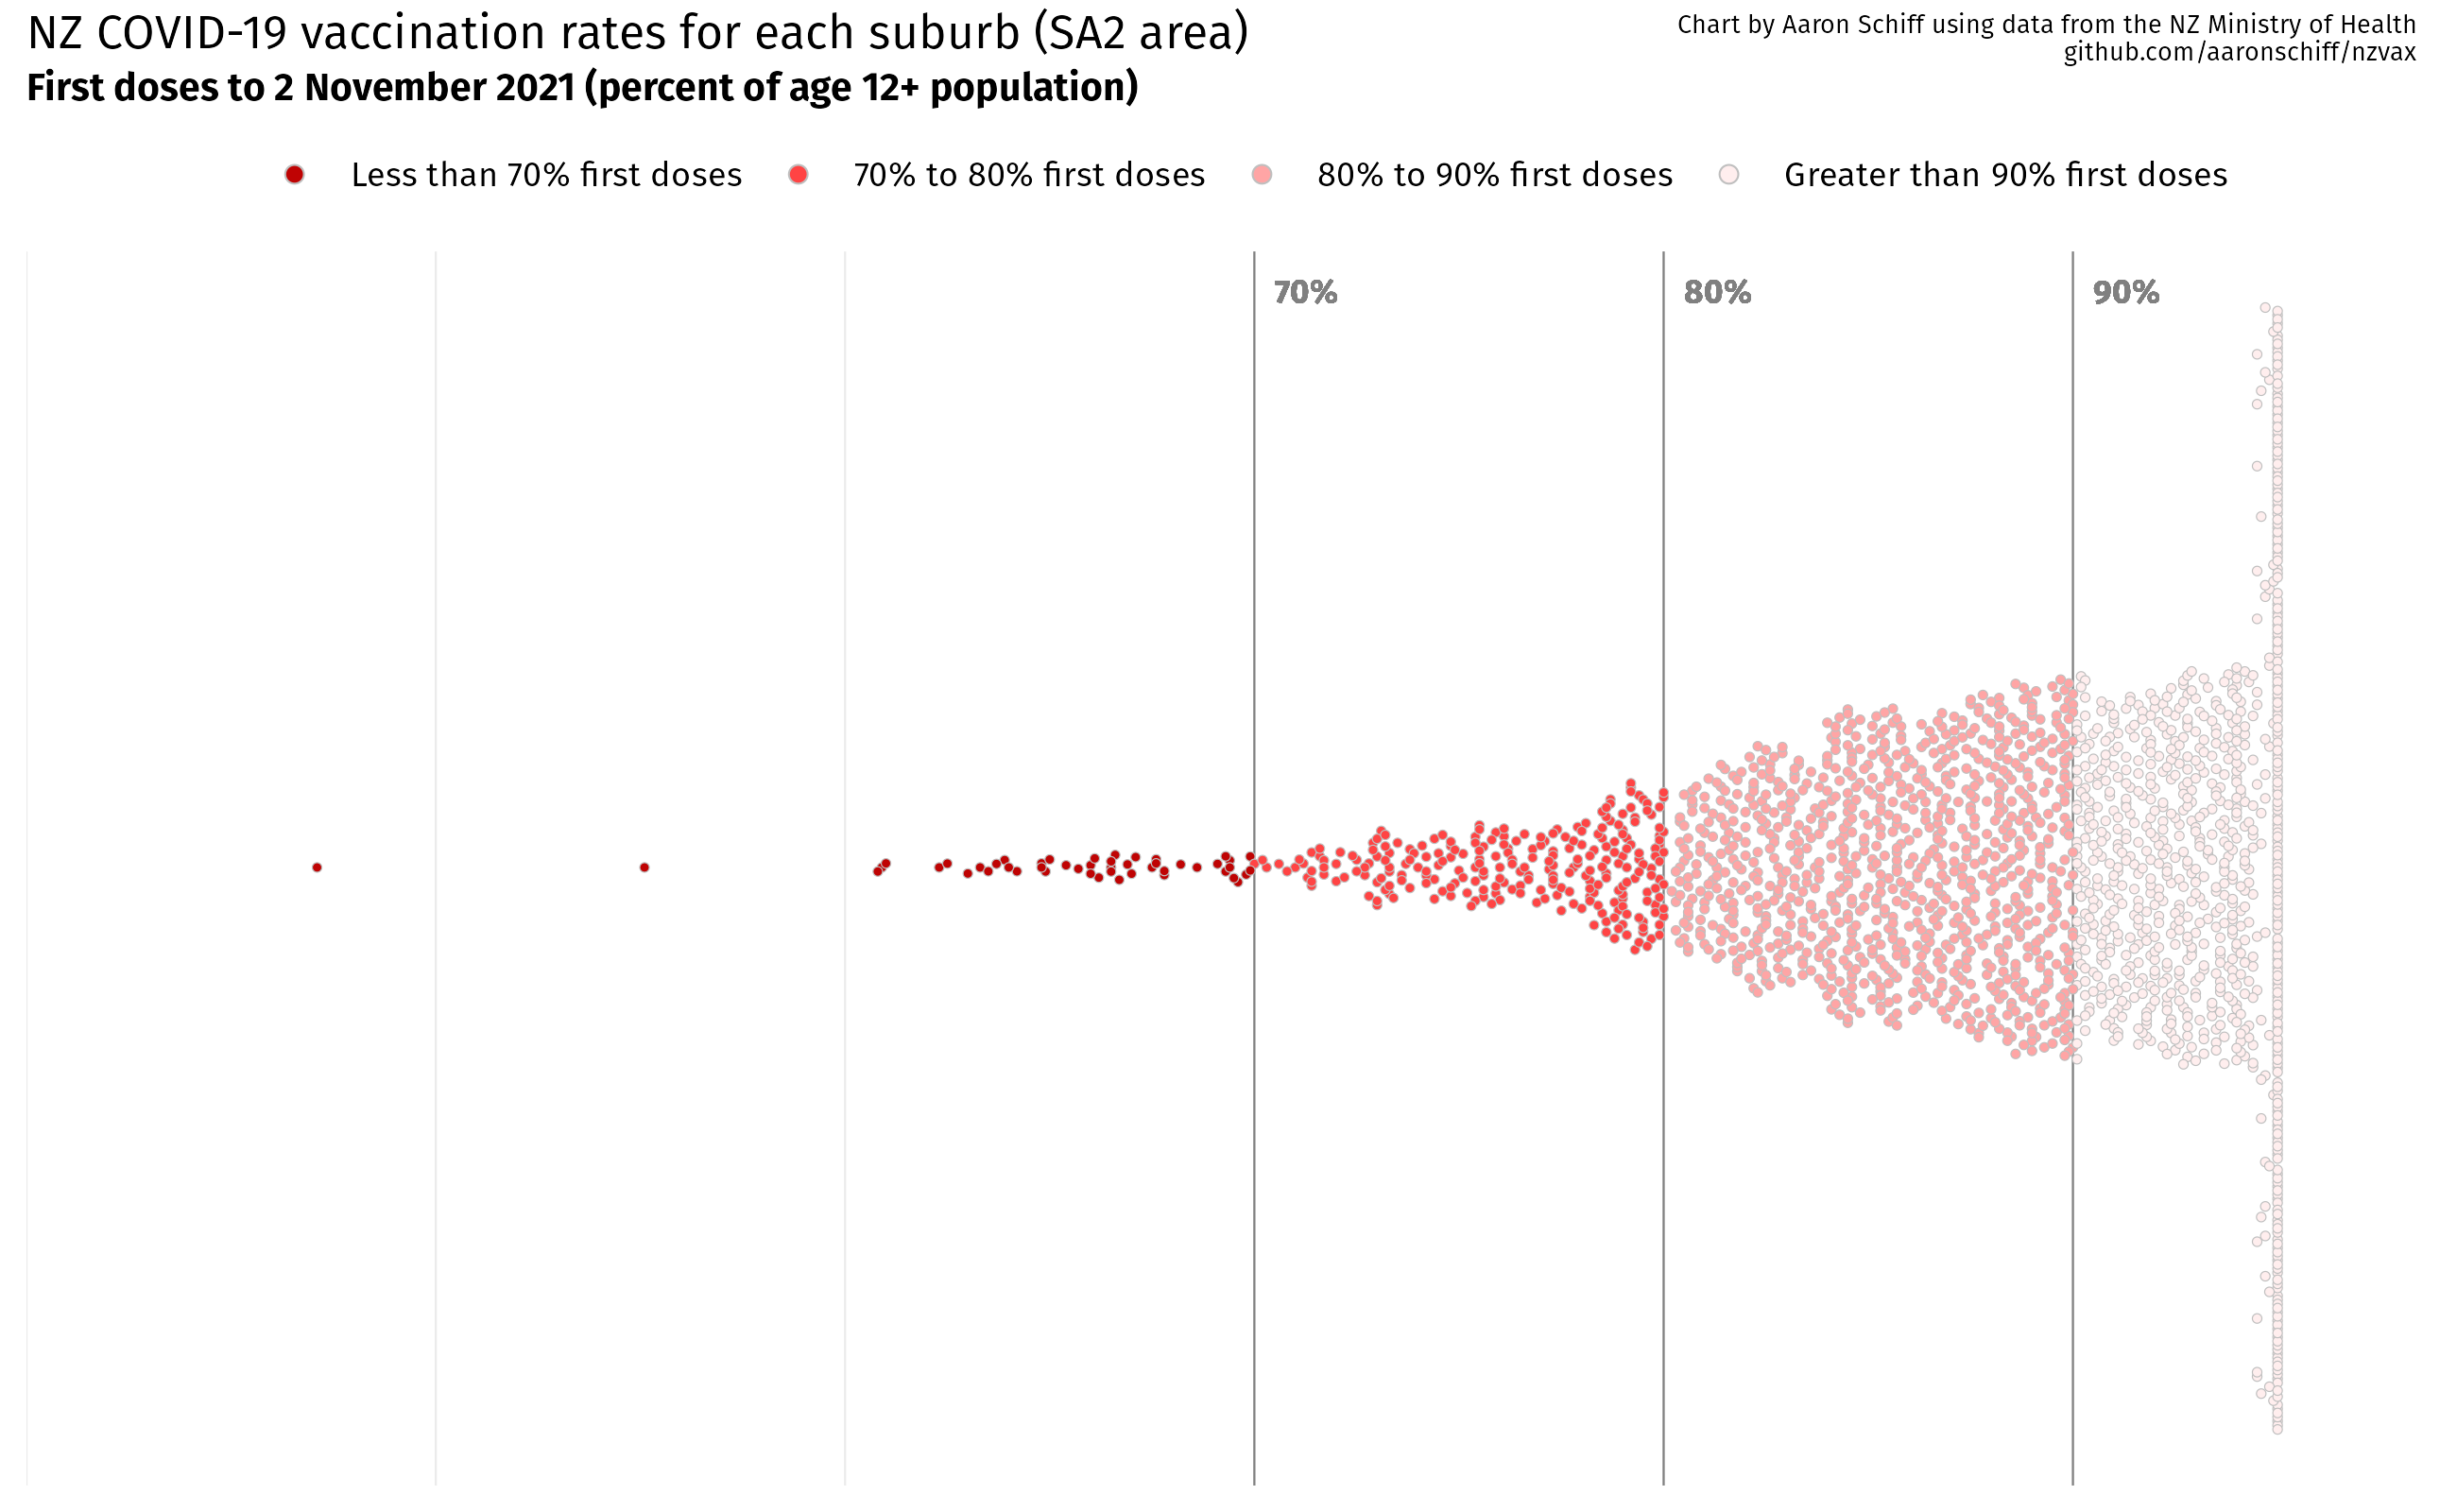 NZ COVID-19 vaccination rates for each suburb (SA2 area)
First doses to 2 November 2021 (percent of age 12+ population)
Chart by Aaron Schiff using data from the NZ Ministry of Health
github.com/aaronschiff/nzvax
Less than 70% first doses
70% to 80% first doses
80% to 90% first doses
Greater than 90% first doses
70%
80%
90%